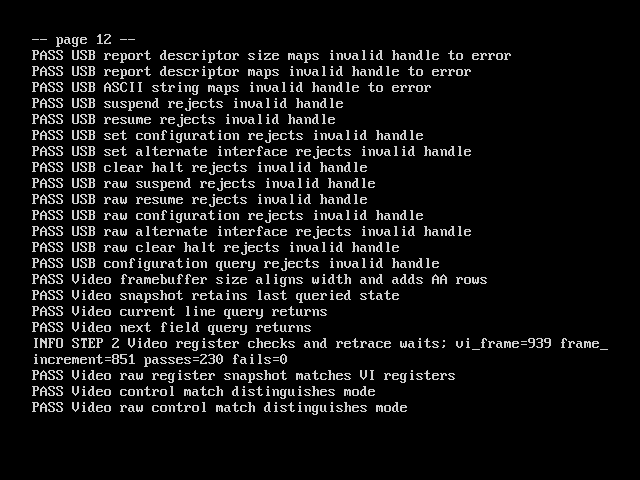 -- page 12 --
PASS USB report descriptor size maps invalid handle to error
PASS USB report descriptor maps invalid handle to error
PASS USB ASCII string maps invalid handle to error
PASS USB suspend rejects invalid handle
PASS USB resume rejects invalid handle
PASS USB set configuration rejects invalid handle
PASS USB set alternate interface rejects invalid handle
PASS USB clear halt rejects invalid handle
PASS USB raw suspend rejects invalid handle
PASS USB raw resume rejects invalid handle
PASS USB raw configuration rejects invalid handle
PASS USB raw alternate interface rejects invalid handle
PASS USB raw clear halt rejects invalid handle
PASS USB configuration query rejects invalid handle
PASS Video framebuffer size aligns width and adds AA rows
PASS Video snapshot retains last queried state
PASS Video current line query returns
PASS Video next field query returns
INFO STEP 2 Video register checks and retrace waits; vi_frame=939 frame_
increment=851 passes=230 fails=0
PASS Video raw register snapshot matches VI registers
PASS Video control match distinguishes mode
PASS Video raw control match distinguishes mode